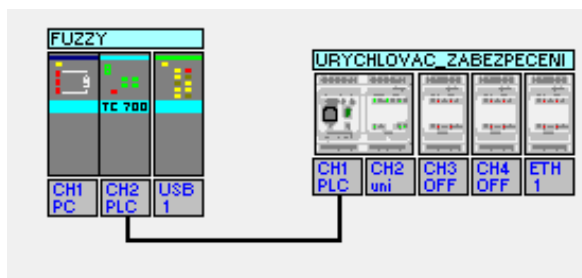 FUZZY
TC 700
CH1 CH2 USB
PC PLC 1
URYCHLOVAC_ZABEZPECENI
CH1 CH2 CH3 CH4 ETH
PLC uni OFF OFF 1